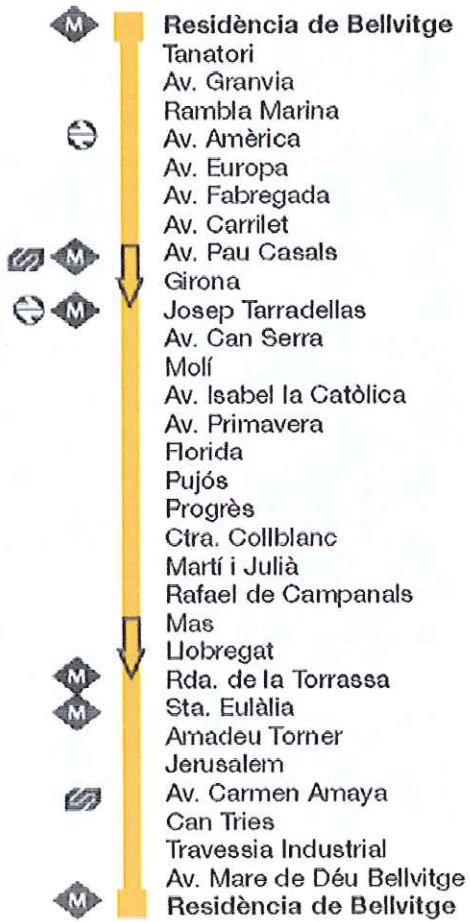 M Residència de Bellvitge
Tanatori
Av. Granvia
Rambla Marina
Av. Amèrica
Av. Europa
Av. Fabregada
Av. Carrilet
M Av. Pau Casals
Girona
M Josep Tarradellas
Av. Can Serra
Molí
Av. Isabel la Catòlica
Av. Primavera
Florida
Pujós
Progrès
Ctra. Collblanc
Martí i Julià
Rafael de Campanals
Mas
Llobregat
M Rda. de la Torrassa
M Sta. Eulàlia
Amadeu Torner
Jerusalem
Av. Carmen Amaya
Can Tries
Travessia Industrial
Av. Mare de Déu Bellvitge
M Residència de Bellvitge